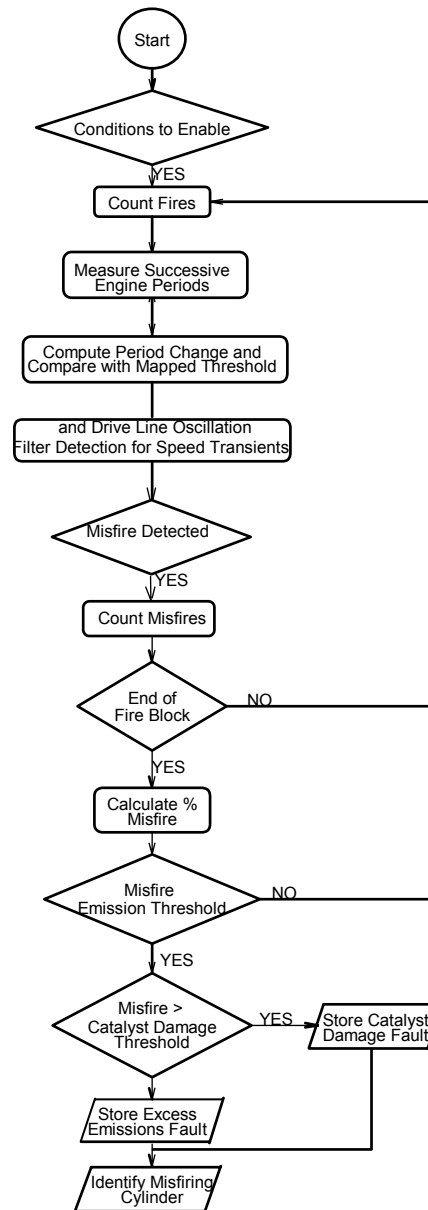 Start
Conditions to Enable
YES
Count Fires
Measure Successive
Engine Periods
Compute Period Change and
Compare with Mapped Threshold
and Drive Line Oscillation
Filter Detection for Speed Transients
Misfire Detected
YES
Count Misfires
End of
Fire Block
NO
YES
Calculate %
Misfire
Misfire
Emission Threshold
NO
YES
Misfire >
Catalyst Damage
Threshold
YES
Store Catalyst
Damage Fault
Store Excess
Emissions Fault
Identify Misfiring
Cylinder